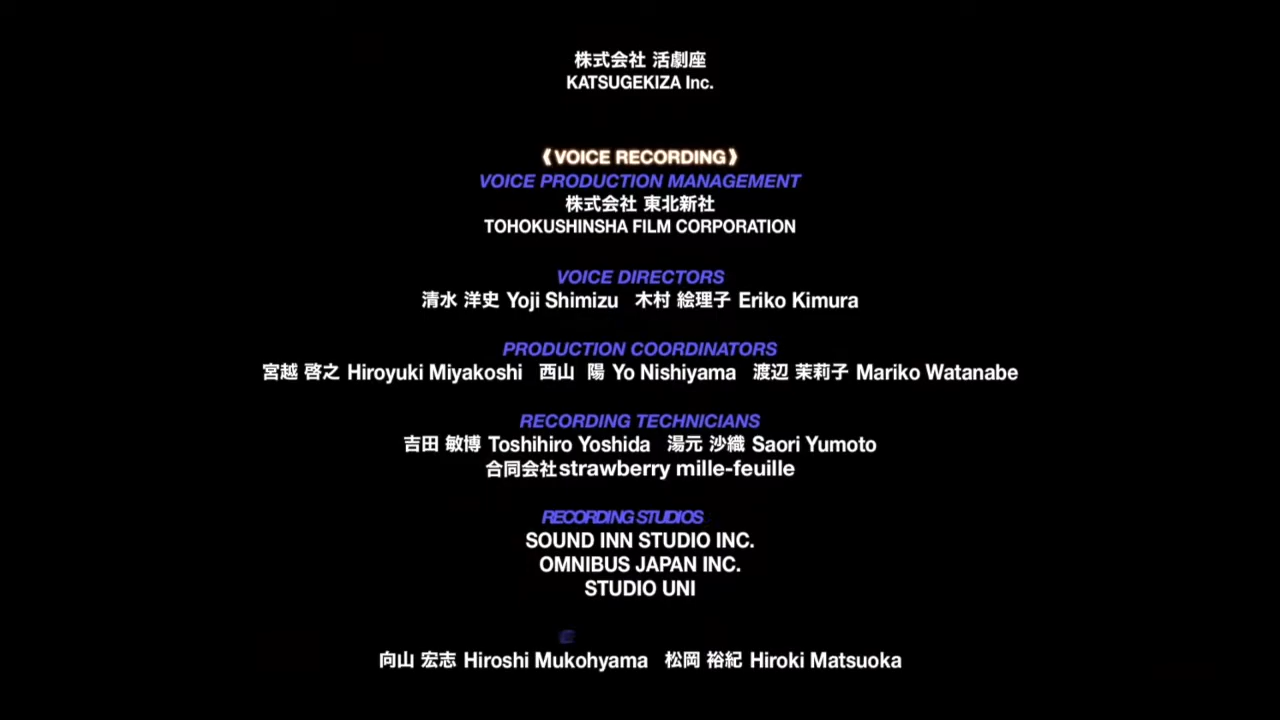 株式会社 活劇座
KATSUGEKIZA Inc.
《VOICE RECORDING》
VOICE PRODUCTION MANAGEMENT
株式会社 東北新社
TOHOKUSHINSHA FILM CORPORATION
VOICE DIRECTORS
清水 洋史 Yoji Shimizu 木村 絵理子 Eriko Kimura
PRODUCTION COORDINATORS
宮越 啓之 Hiroyuki Miyakoshi 西山 陽 Yo Nishiyama 渡辺 茉莉子 Mariko Watanabe
RECORDING TECHNICIANS
吉田 敏博 Toshihiro Yoshida 湯元 沙織 Saori Yumoto
合同会社strawberry mille-feuille
RECORDING STUDIOS
SOUND INN STUDIO INC.
OMNIBUS JAPAN INC.
STUDIO UNI
向山 宏志 Hiroshi Mukohyama 松岡 裕紀 Hiroki Matsuoka